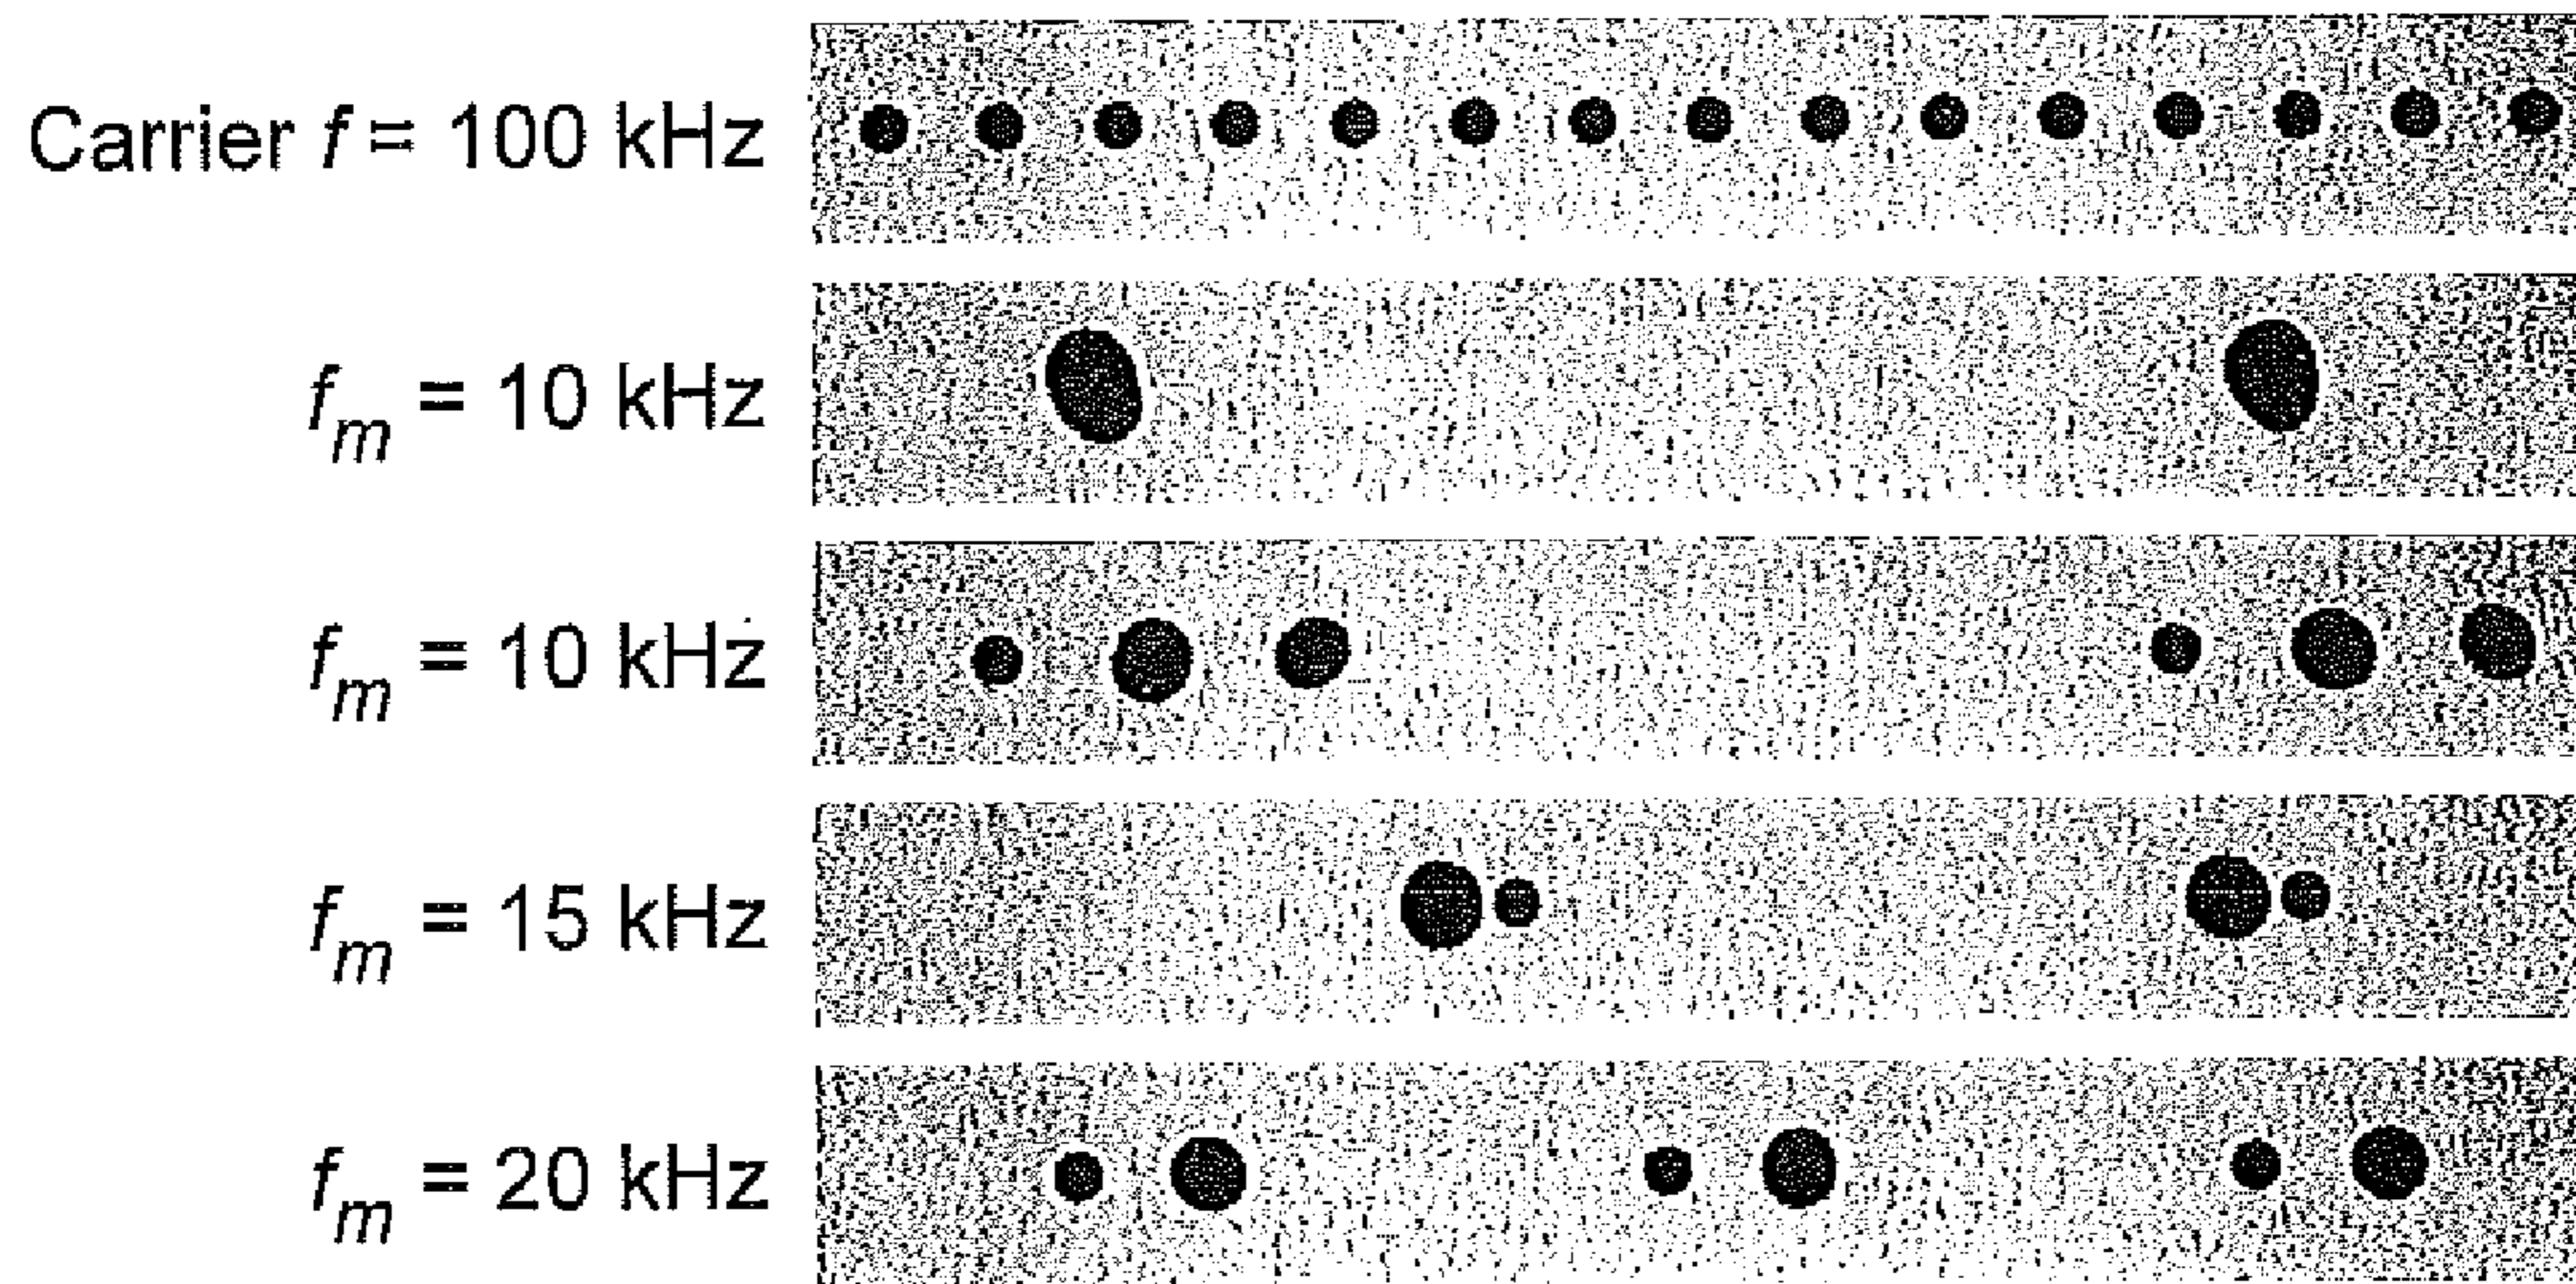 Carrier f = 100 kHz
fm = 10 kHz
fm = 10 kHz
fm = 15 kHz
fm = 20 kHz